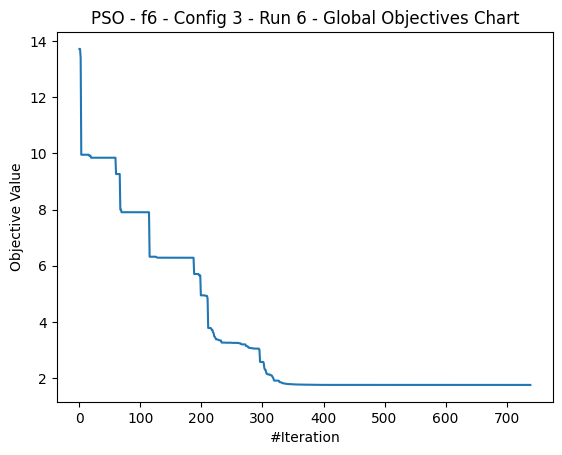 PSO - f6 - Config 3 - Run 6 - Global Objectives Chart
14
12
10
8
6
4
2
Objective Value
0 100 200 300 400 500 600 700
#Iteration